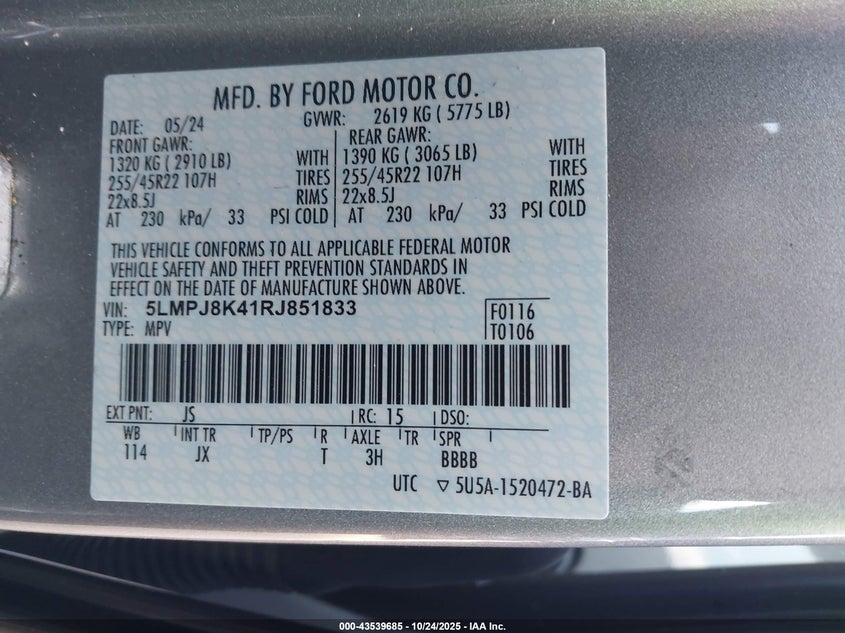 MFD. BY FORD MOTOR CO.
DATE: 05/24 GVWR: 2619 KG ( 5775 LB)
FRONT GAWR: REAR GAWR:
1320 KG ( 2910 LB) WITH 1390 KG ( 3065 LB) WITH
255/45R22 107H TIRES 255/45R22 107H TIRES
22x8.5J RIMS 22x8.5J RIMS
AT 230 kPa/ 33 PSI COLD AT 230 kPa/ 33 PSI COLD
THIS VEHICLE CONFORMS TO ALL APPLICABLE FEDERAL MOTOR
VEHICLE SAFETY AND THEFT PREVENTION STANDARDS IN
EFFECT ON THE DATE OF MANUFACTURE SHOWN ABOVE.
VIN: 5LMPJ8K41RJ851833 F0116
TYPE: MPV T0106
EXT PNT: JS RC: 15 DSO:
WB INT TR TP/PS R AXLE TR SPR
114 JX T 3H BBBB
UTC ▽ 5U5A-1520472-BA
000-43539685 - 10/24/2025 - IAA Inc.